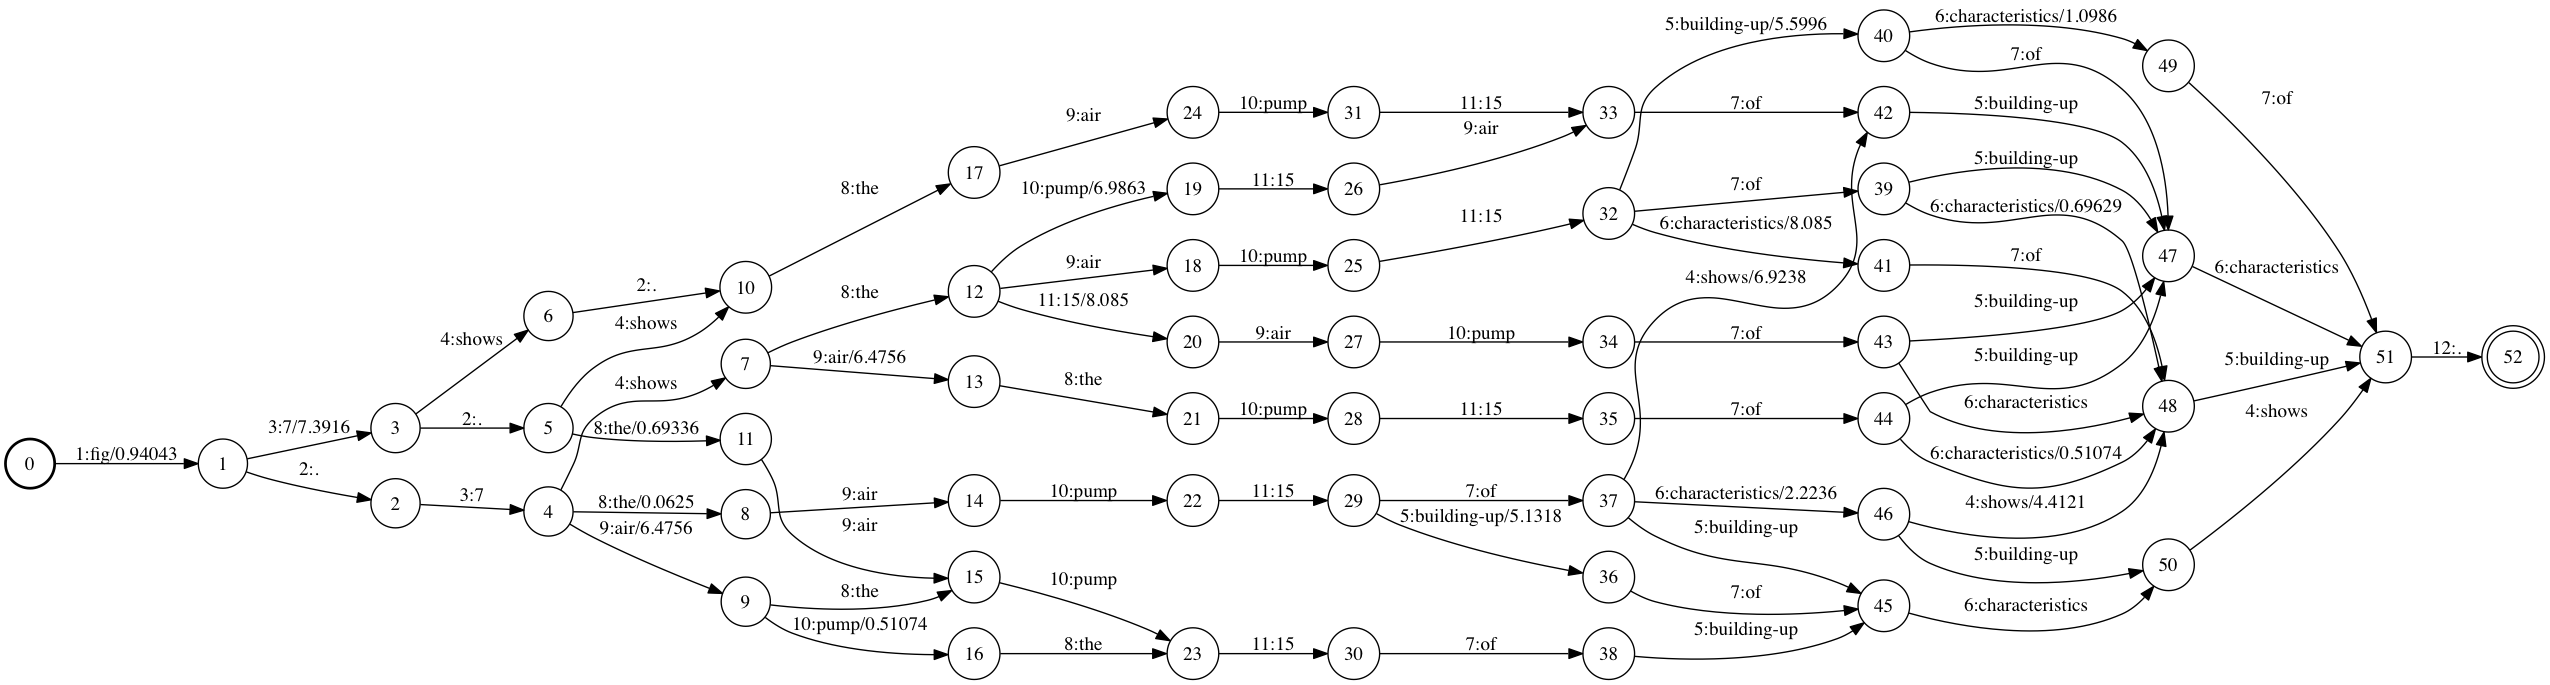 0
1:fig/0.94043
1
3:7/7.3916
2:.
3
2
4:shows
2:.
3:7
6
5
4
2:.
4:shows
4:shows
8:the/0.69336
8:the/0.0625
9:air/6.4756
10
7
11
8
9
8:the
8:the
9:air/6.4756
9:air
9:air
8:the
10:pump/0.51074
17
12
13
14
15
16
9:air
10:pump/6.9863
9:air
11:15/8.085
8:the
10:pump
10:pump
8:the
24
19
18
20
21
22
23
10:pump
11:15
10:pump
9:air
10:pump
11:15
11:15
31
26
25
27
28
29
30
11:15
9:air
11:15
10:pump
11:15
7:of
5:building-up/5.1318
7:of
33
32
34
35
37
36
38
5:building-up/5.5996
7:of
7:of
6:characteristics/8.085
4:shows/6.9238
7:of
7:of
6:characteristics/2.2236
5:building-up
7:of
5:building-up
40
42
39
41
43
44
46
45
6:characteristics/1.0986
7:of
5:building-up
5:building-up
6:characteristics/0.69629
7:of
5:building-up
5:building-up
6:characteristics
6:characteristics/0.51074
4:shows/4.4121
5:building-up
6:characteristics
49
47
48
50
7:of
6:characteristics
5:building-up
4:shows
51
12:.
52